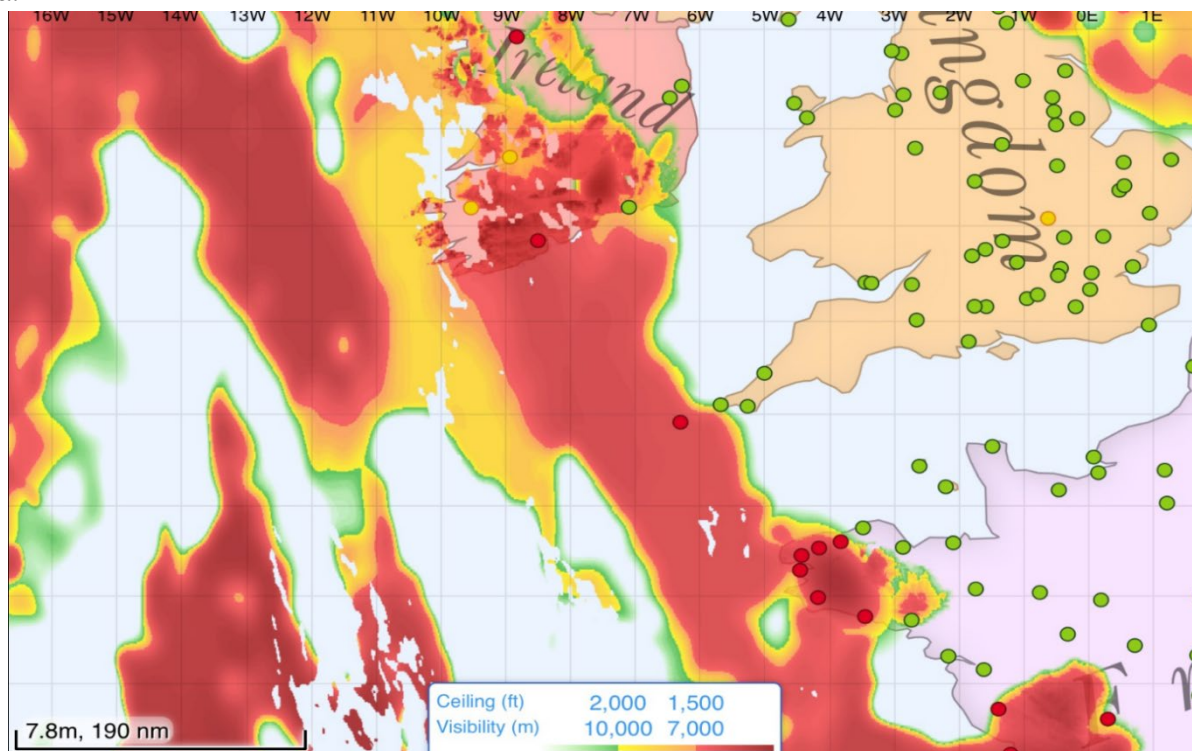 16W 15W 14W 13W 12W 11W 10W 9W 8W 7W 6W 5W 4W 3W 2W 1W 0E 1E
Ireland
ngdom
Ceiling (ft) 2,000 1,500
Visibility (m) 10,000 7,000
7.8m, 190 nm